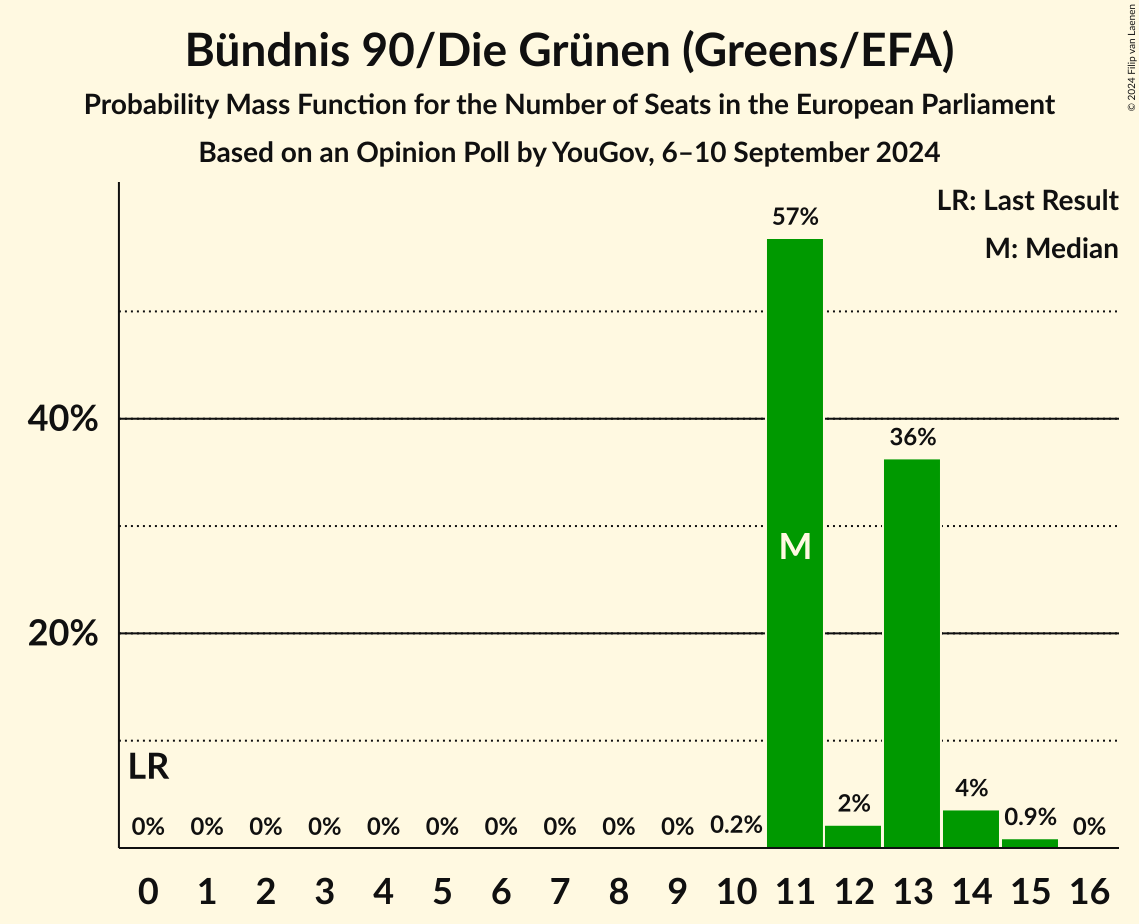 Bündnis 90/Die Grünen (Greens/EFA)
Probability Mass Function for the Number of Seats in the European Parliament
Based on an Opinion Poll by YouGov, 6–10 September 2024
© 2024 Filip van Laenen
LR: Last Result
M: Median
57%
40%
36%
M
20%
LR
0% 0% 0% 0% 0% 0% 0% 0% 0% 0% 0.2% 2% 4% 0.9% 0%
0 1 2 3 4 5 6 7 8 9 10 11 12 13 14 15 16